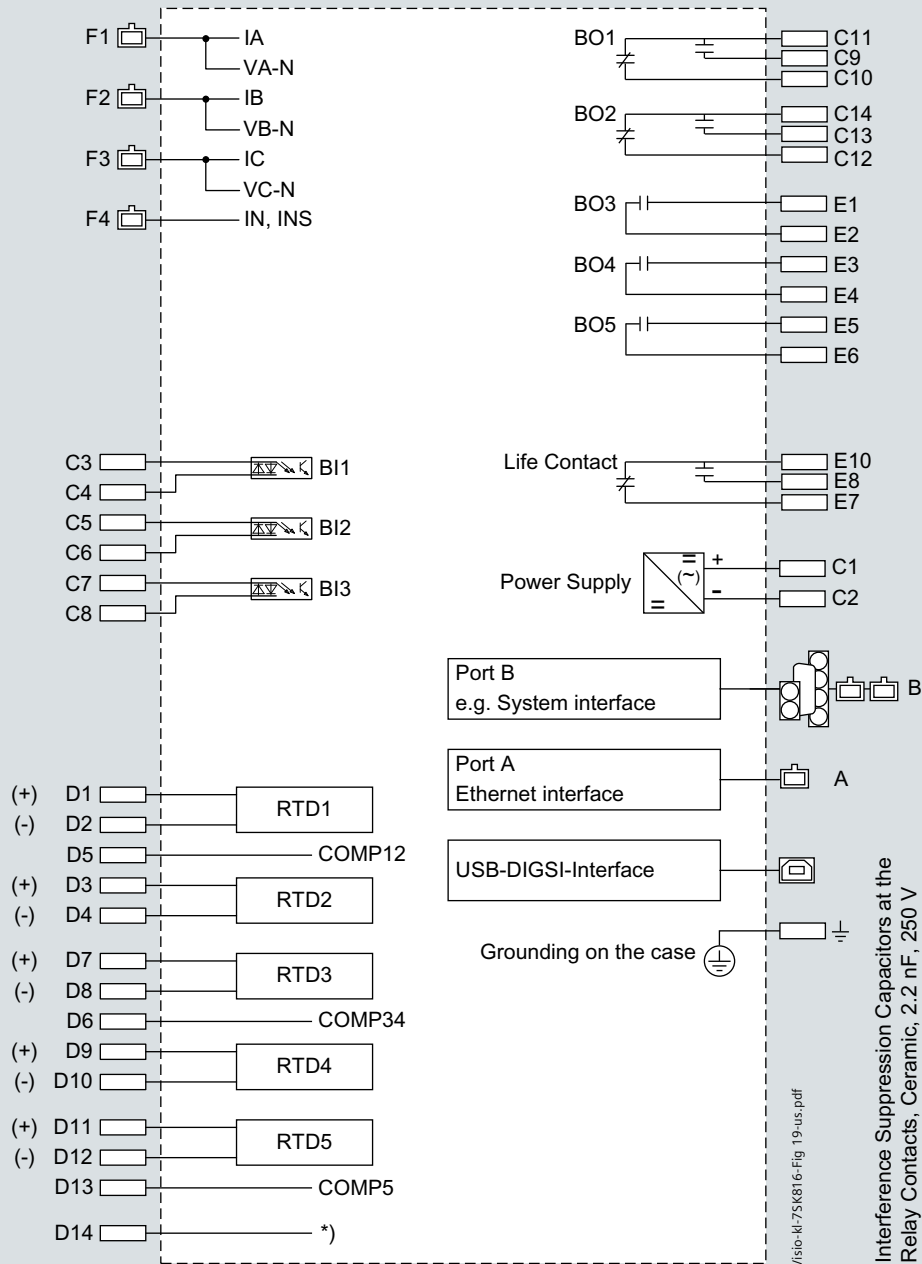 F1 IA
VA-N
F2 IB
VB-N
F3 IC
VC-N
F4 IN, INS
BO1 C11
C9
C10
BO2 C14
C13
C12
BO3 E1
E2
BO4 E3
E4
BO5 E5
E6
C3 BI1
C4
C5 BI2
C6
C7 BI3
C8
Life Contact E10
E8
E7
Power Supply = (~) = + C1
- C2
Port B
e.g. System interface
B
Port A
Ethernet interface
A
USB-DIGSI-Interface
Grounding on the case
(+) D1 RTD1
(-) D2
D5 COMP12
(+) D3 RTD2
(-) D4
(+) D7 RTD3
(-) D8
D6 COMP34
(+) D9 RTD4
(-) D10
(+) D11 RTD5
(-) D12
D13 COMP5
D14 *)
Visio-kl-7SK816-Fig 19-us.pdf
Interference Suppression Capacitors at the
Relay Contacts, Ceramic, 2.2 nF, 250 V